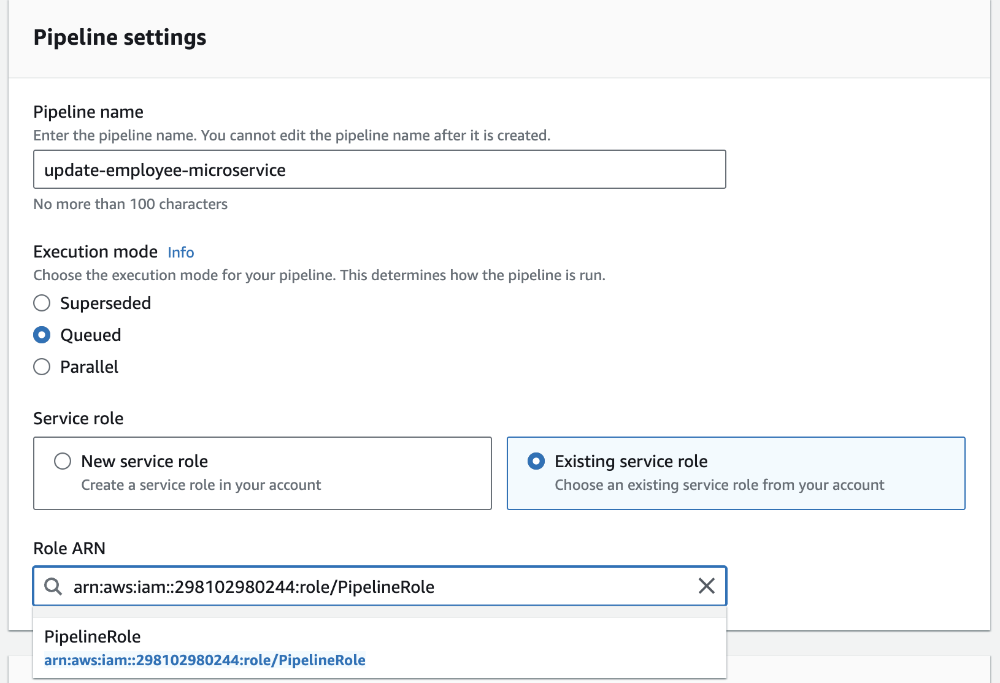 Pipeline settings
Pipeline name
Enter the pipeline name. You cannot edit the pipeline name after it is created.
update-employee-microservice
No more than 100 characters
Execution mode Info
Choose the execution mode for your pipeline. This determines how the pipeline is run.
Superseded
Queued
Parallel
Service role
New service role
Create a service role in your account
Existing service role
Choose an existing service role from your account
Role ARN
arn:aws:iam::298102980244:role/PipelineRole
PipelineRole
arn:aws:iam::298102980244:role/PipelineRole